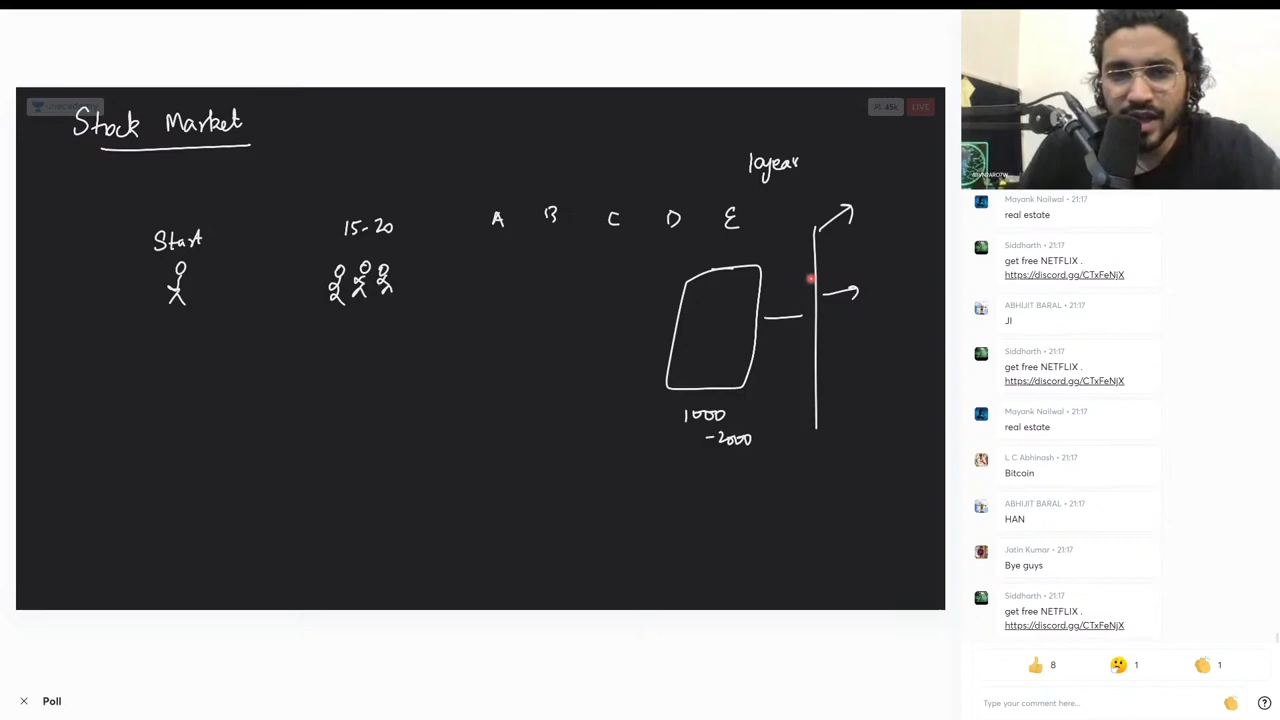 unacademy
45k
LIVE
Stock Market
10year
Start
15-20
A B C D E
1000
-2000
Mayank Nailwal • 21:17
real estate
Siddharth • 21:17
get free NETFLIX .
https://discord.gg/CTxFeNjX
ABHIJIT BARAL • 21:17
JI
Siddharth • 21:17
get free NETFLIX .
https://discord.gg/CTxFeNjX
Mayank Nailwal • 21:17
real estate
L C Abhinash • 21:17
Bitcoin
ABHIJIT BARAL • 21:17
HAN
Jatin Kumar • 21:17
Bye guys
Siddharth • 21:17
get free NETFLIX .
https://discord.gg/CTxFeNjX
8
1
1
Type your comment here...
Poll